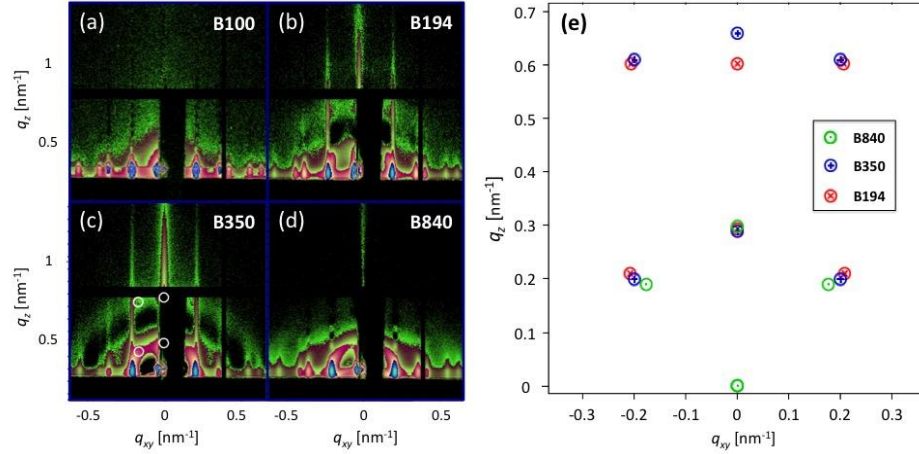 (a) B100
(b) B194
(c) B350
(d) B840
q_z [nm⁻¹]
1
0.5
q_z [nm⁻¹]
1
0.5
-0.5 0 0.5
q_xy [nm⁻¹]
-0.5 0 0.5
q_xy [nm⁻¹]
(e)
q_z [nm⁻¹]
0.7
0.6
0.5
0.4
0.3
0.2
0.1
0
-0.3 -0.2 -0.1 0 0.1 0.2 0.3
q_xy [nm⁻¹]
B840
B350
B194